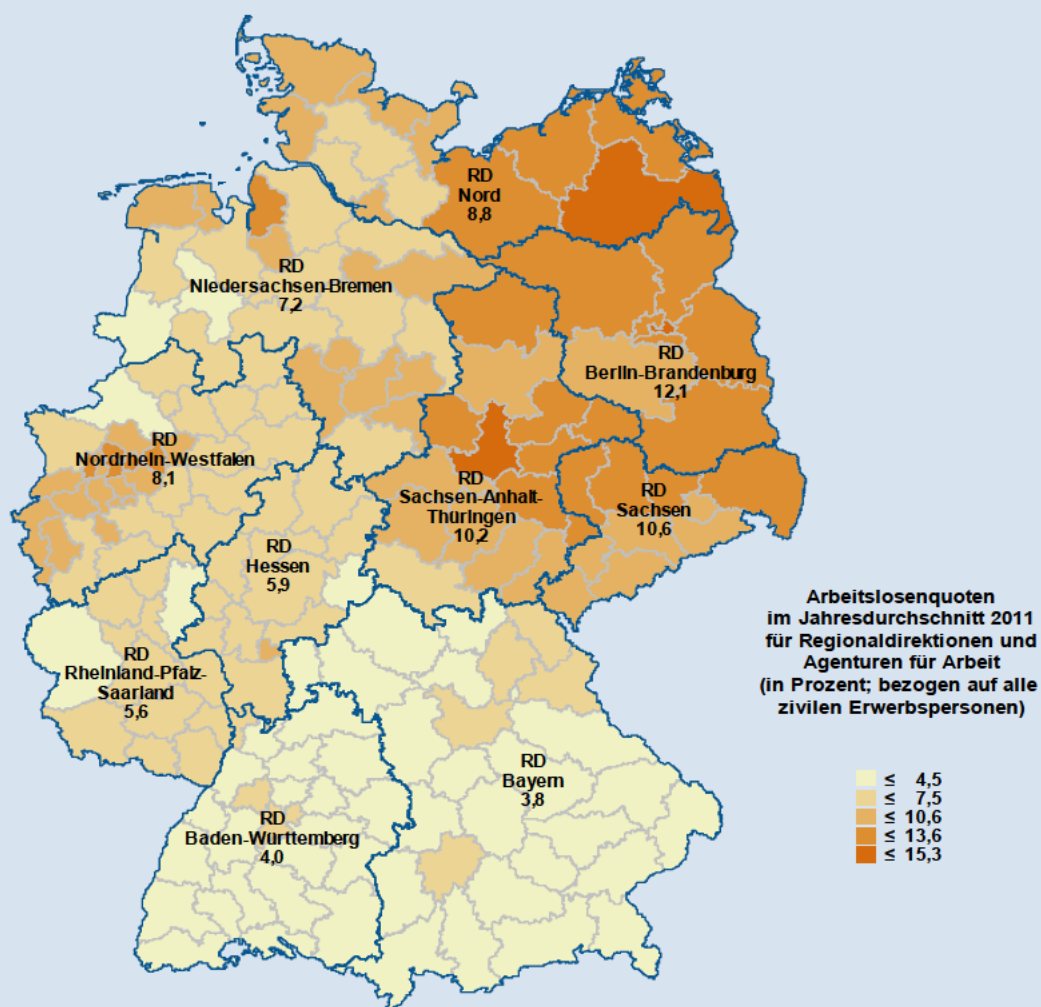 RD
Nord
8,8
RD
Niedersachsen-Bremen
7,2
RD
Berlin-Brandenburg
12,1
RD
Nordrhein-Westfalen
8,1
RD
Sachsen-Anhalt-
Thüringen
10,2
RD
Sachsen
10,6
RD
Hessen
5,9
RD
Rheinland-Pfalz-
Saarland
5,6
RD
Bayern
3,8
RD
Baden-Württemberg
4,0
Arbeitslosenquoten
im Jahresdurchschnitt 2011
für Regionaldirektionen und
Agenturen für Arbeit
(in Prozent; bezogen auf alle
zivilen Erwerbspersonen)
≤ 4,5
≤ 7,5
≤ 10,6
≤ 13,6
≤ 15,3